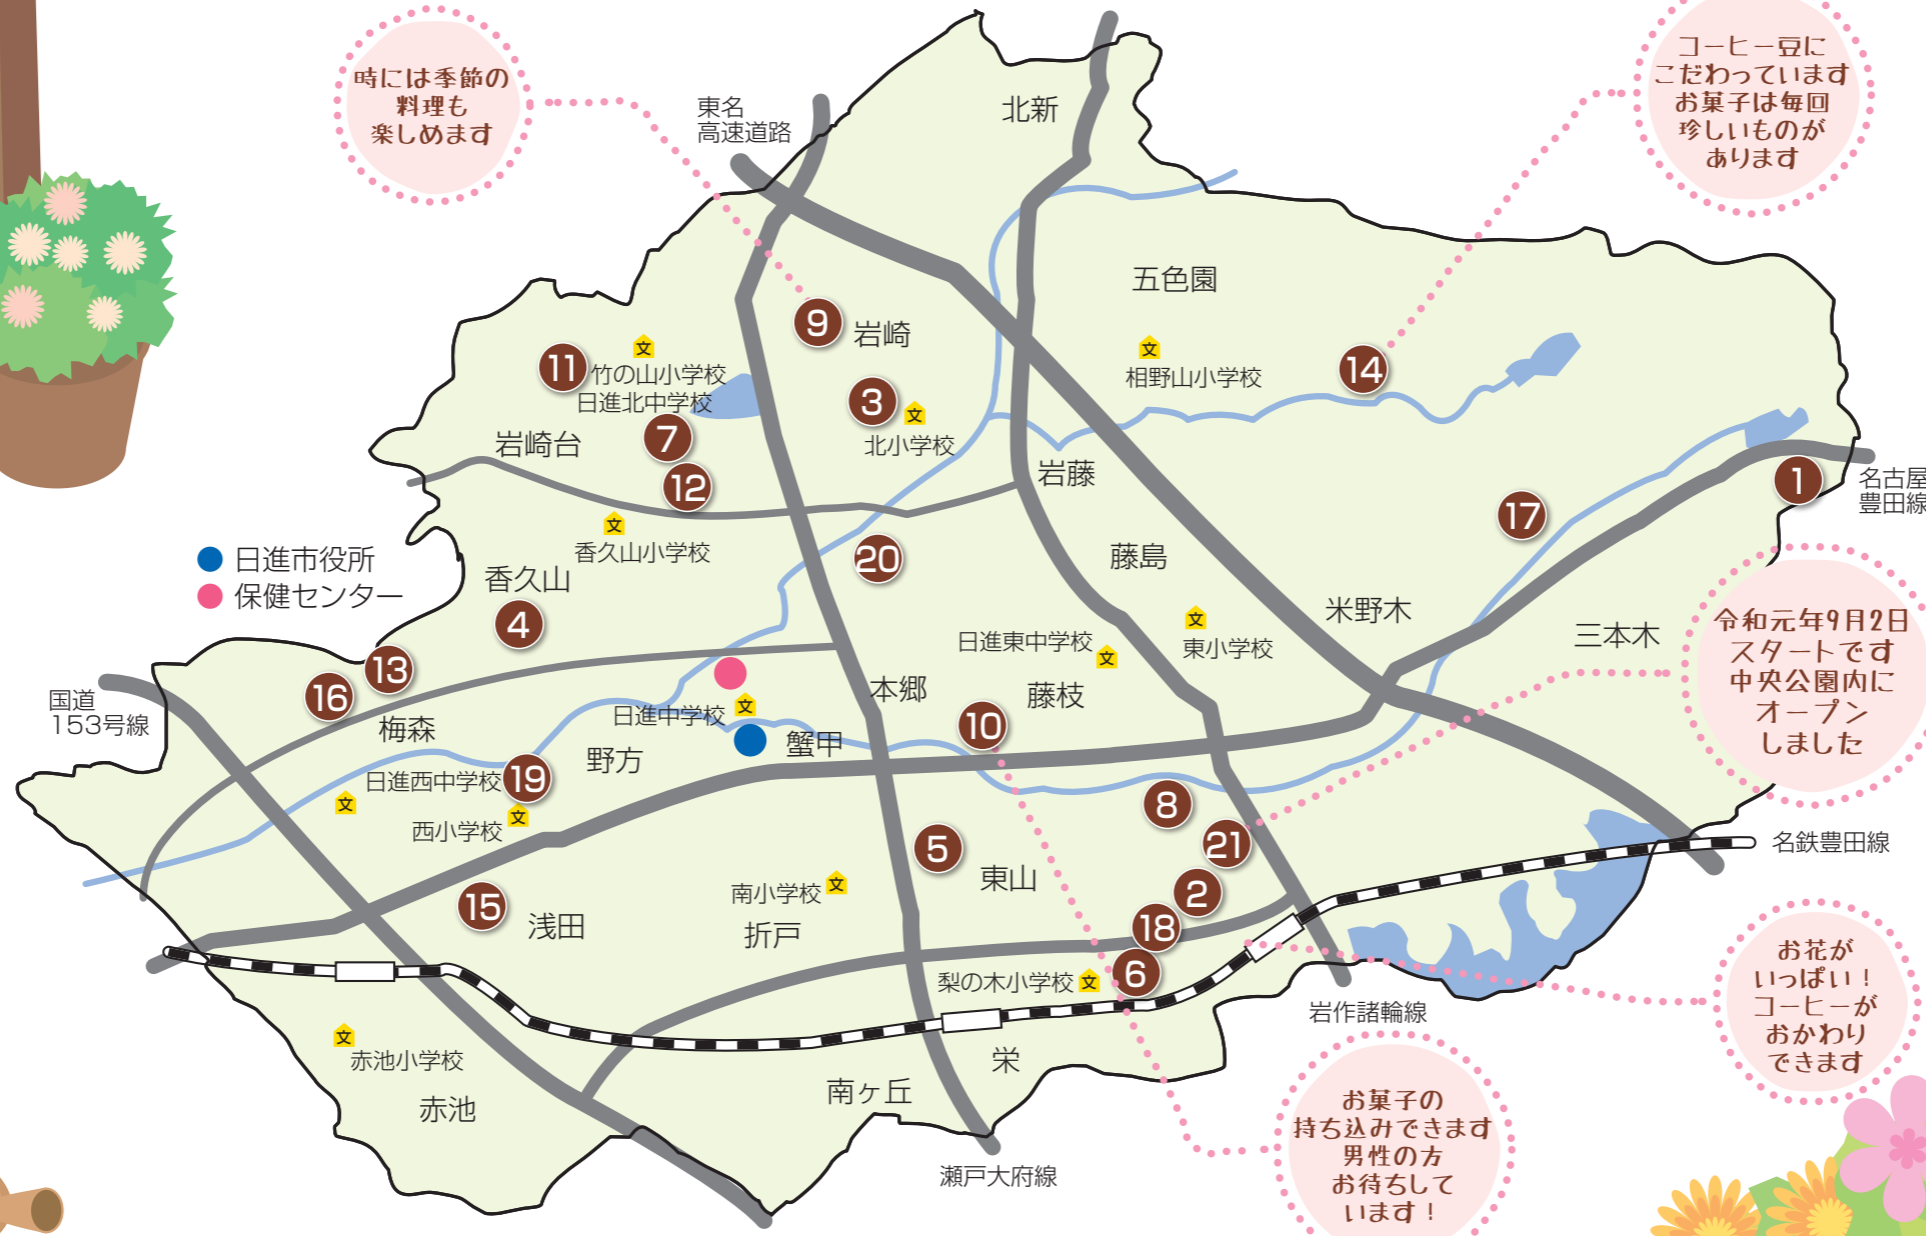 時には季節の
料理も
楽しめます
コーヒー豆に
こだわっています
お菓子は毎回
珍しいものが
あります
東名
高速道路
北新
五色園
9
岩崎
11
文
竹の山小学校
日進北中学校
文
相野山小学校
14
3
文
北小学校
岩崎台
7
12
岩藤
1
名古屋
豊田線
17
文
香久山小学校
日進市役所
保健センター
香久山
4
20
藤島
米野木
三本木
文
東小学校
日進東中学校
文
藤枝
令和元年9月2日
スタートです
中央公園内に
オープン
しました
13
16
国道
153号線
梅森
本郷
10
文
日進中学校
蟹甲
野方
日進西中学校
19
文
西小学校
文
8
21
5
東山
2
18
6
名鉄豊田線
15
浅田
南小学校
文
折戸
梨の木小学校
文
お花が
いっぱい！
コーヒーが
おかわり
できます
岩作諸輪線
文
赤池小学校
赤池
栄
南ヶ丘
瀬戸大府線
お菓子の
持ち込みできます
男性の方
お待ちして
います！